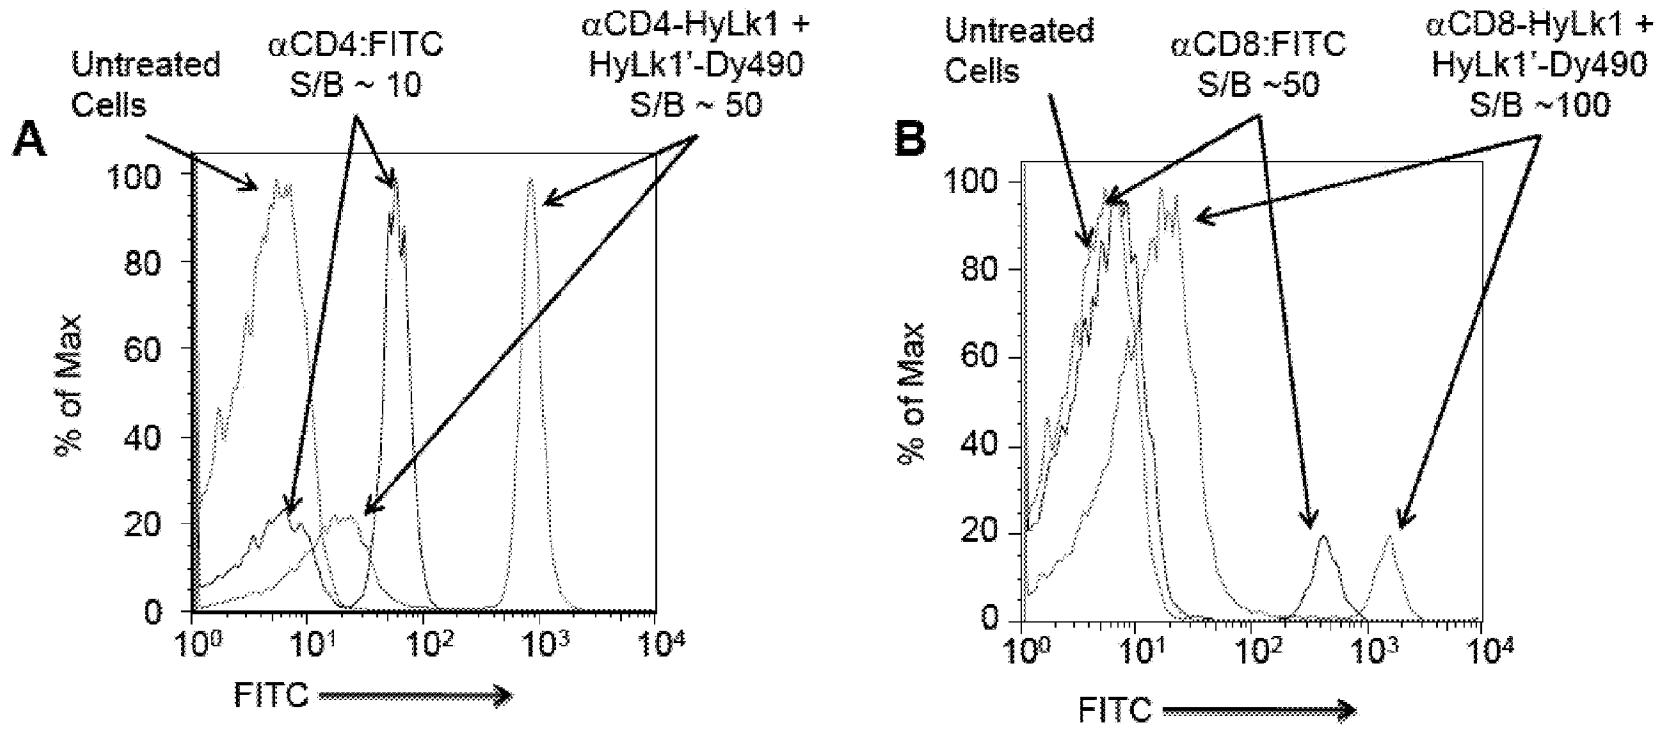 Untreated
Cells
αCD4:FITC
S/B ~ 10
αCD4-HyLk1 +
HyLk1’-Dy490
S/B ~ 50
A
100
80
60
40
20
0
% of Max
10⁰ 10¹ 10² 10³ 10⁴
FITC
Untreated
Cells
αCD8:FITC
S/B ~50
αCD8-HyLk1 +
HyLk1’-Dy490
S/B ~100
B
100
80
60
40
20
0
% of Max
10⁰ 10¹ 10² 10³ 10⁴
FITC